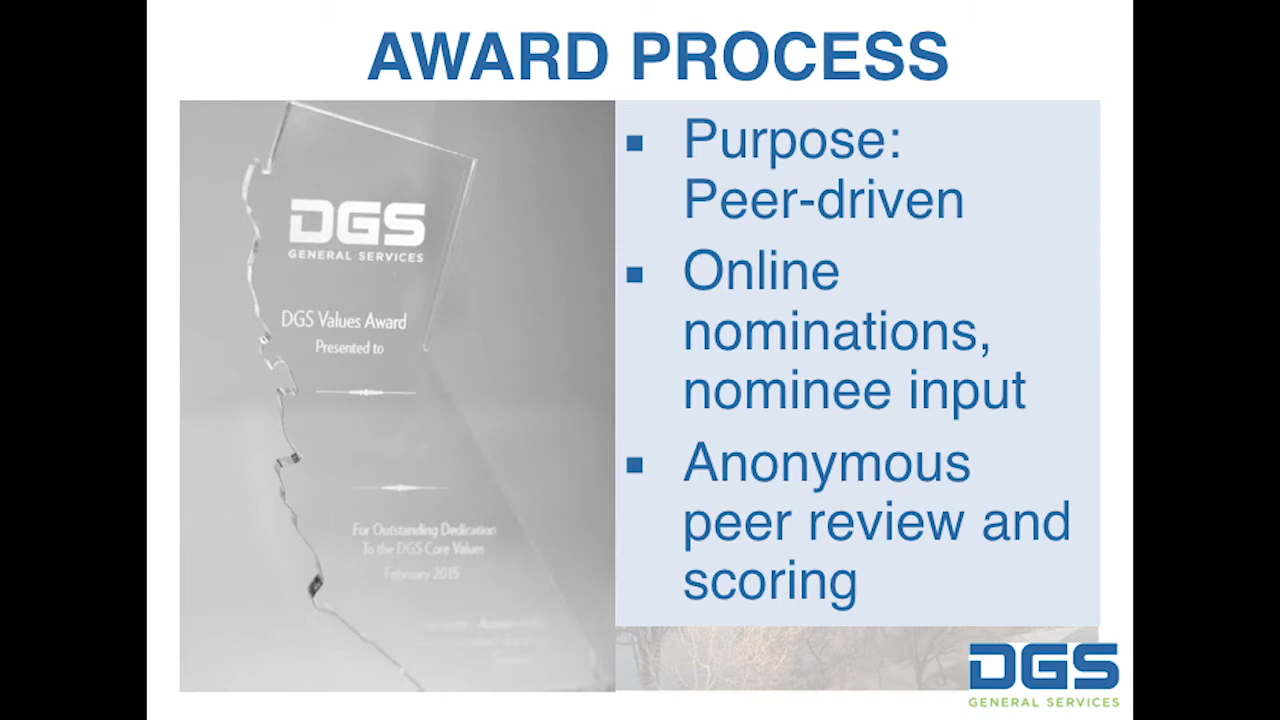 AWARD PROCESS
DGS
GENERAL SERVICES
DGS Values Award
Presented to
For Outstanding Dedication
To the DGS Core Values
February 2015
▪ Purpose:
Peer-driven
▪ Online
nominations,
nominee input
▪ Anonymous
peer review and
scoring
DGS
GENERAL SERVICES